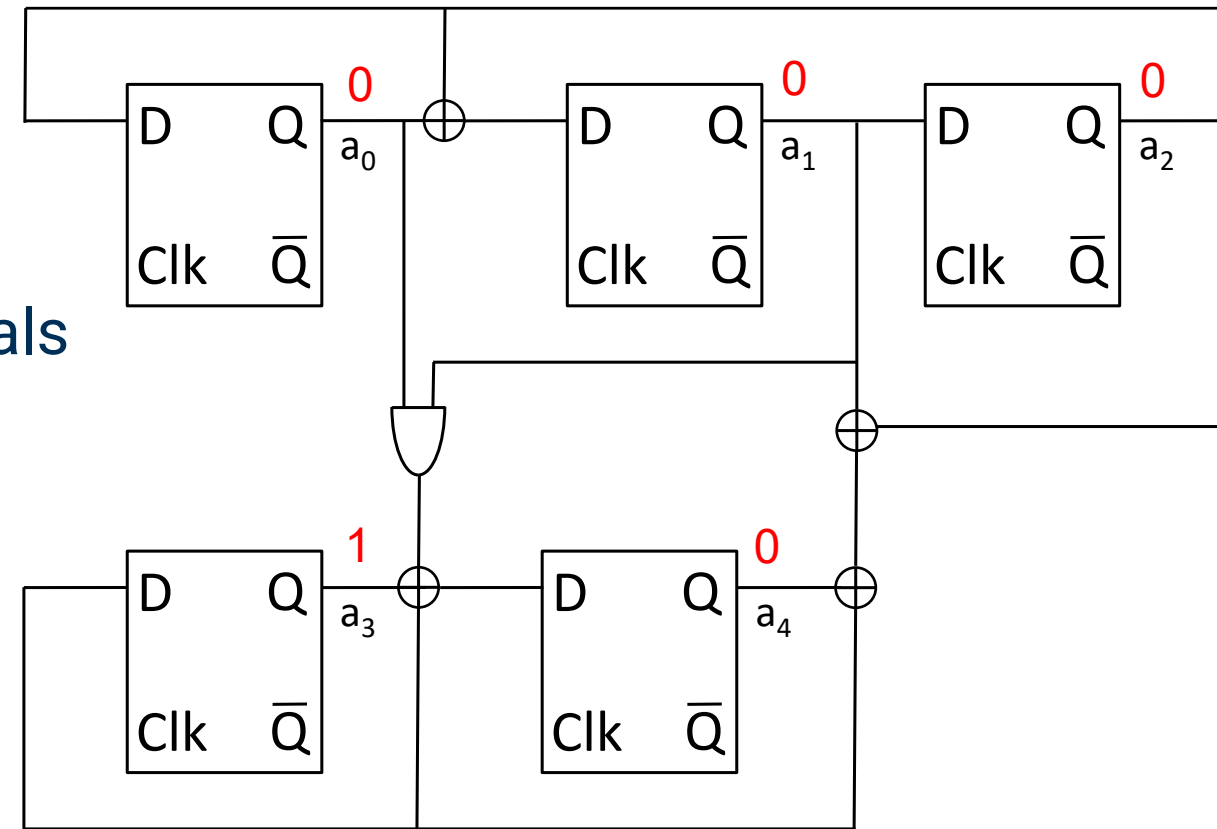 0
0
0
D Q
a₀
D Q
a₁
D Q
a₂
Clk Q̅
Clk Q̅
Clk Q̅
als
1
0
D Q
a₃
D Q
a₄
Clk Q̅
Clk Q̅